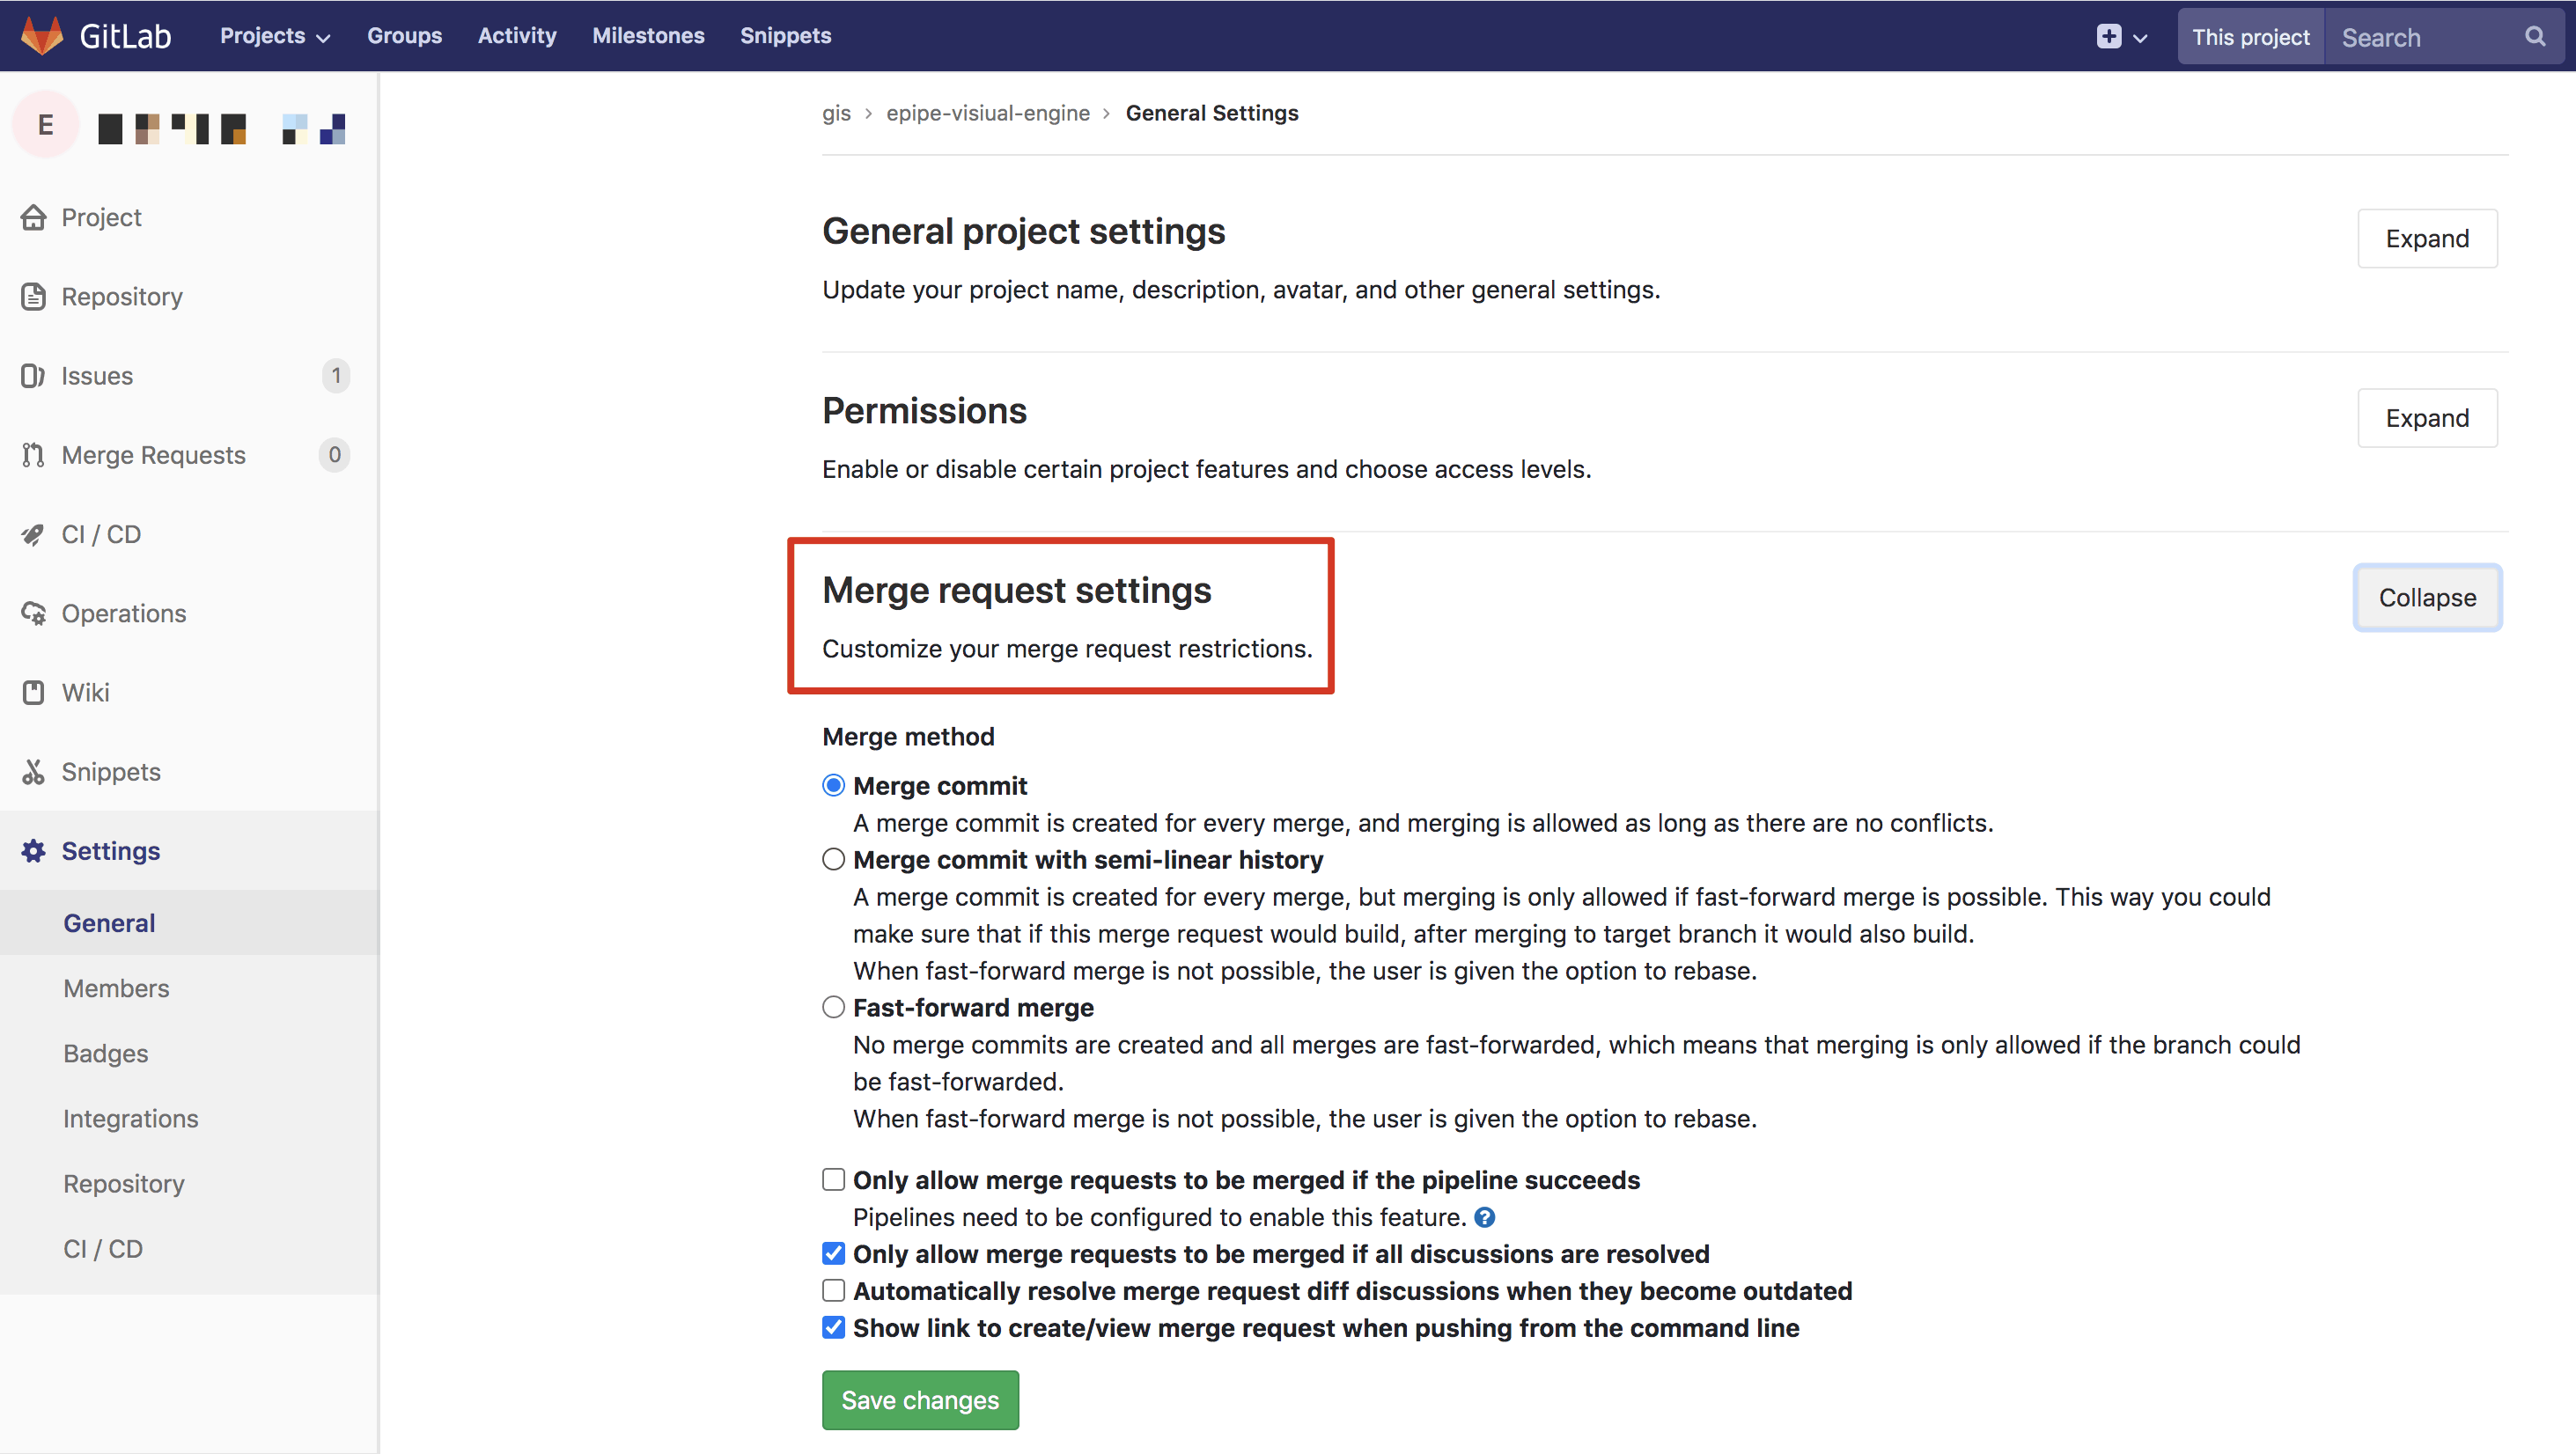 GitLab Projects Groups Activity Milestones Snippets This project Search
E
Project
Repository
Issues 1
Merge Requests 0
CI / CD
Operations
Wiki
Snippets
Settings
General
Members
Badges
Integrations
Repository
CI / CD
gis > epipe-visiual-engine > General Settings
General project settings
Expand
Update your project name, description, avatar, and other general settings.
Permissions
Expand
Enable or disable certain project features and choose access levels.
Merge request settings
Collapse
Customize your merge request restrictions.
Merge method
Merge commit
A merge commit is created for every merge, and merging is allowed as long as there are no conflicts.
Merge commit with semi-linear history
A merge commit is created for every merge, but merging is only allowed if fast-forward merge is possible. This way you could
make sure that if this merge request would build, after merging to target branch it would also build.
When fast-forward merge is not possible, the user is given the option to rebase.
Fast-forward merge
No merge commits are created and all merges are fast-forwarded, which means that merging is only allowed if the branch could
be fast-forwarded.
When fast-forward merge is not possible, the user is given the option to rebase.
Only allow merge requests to be merged if the pipeline succeeds
Pipelines need to be configured to enable this feature. ?
Only allow merge requests to be merged if all discussions are resolved
Automatically resolve merge request diff discussions when they become outdated
Show link to create/view merge request when pushing from the command line
Save changes